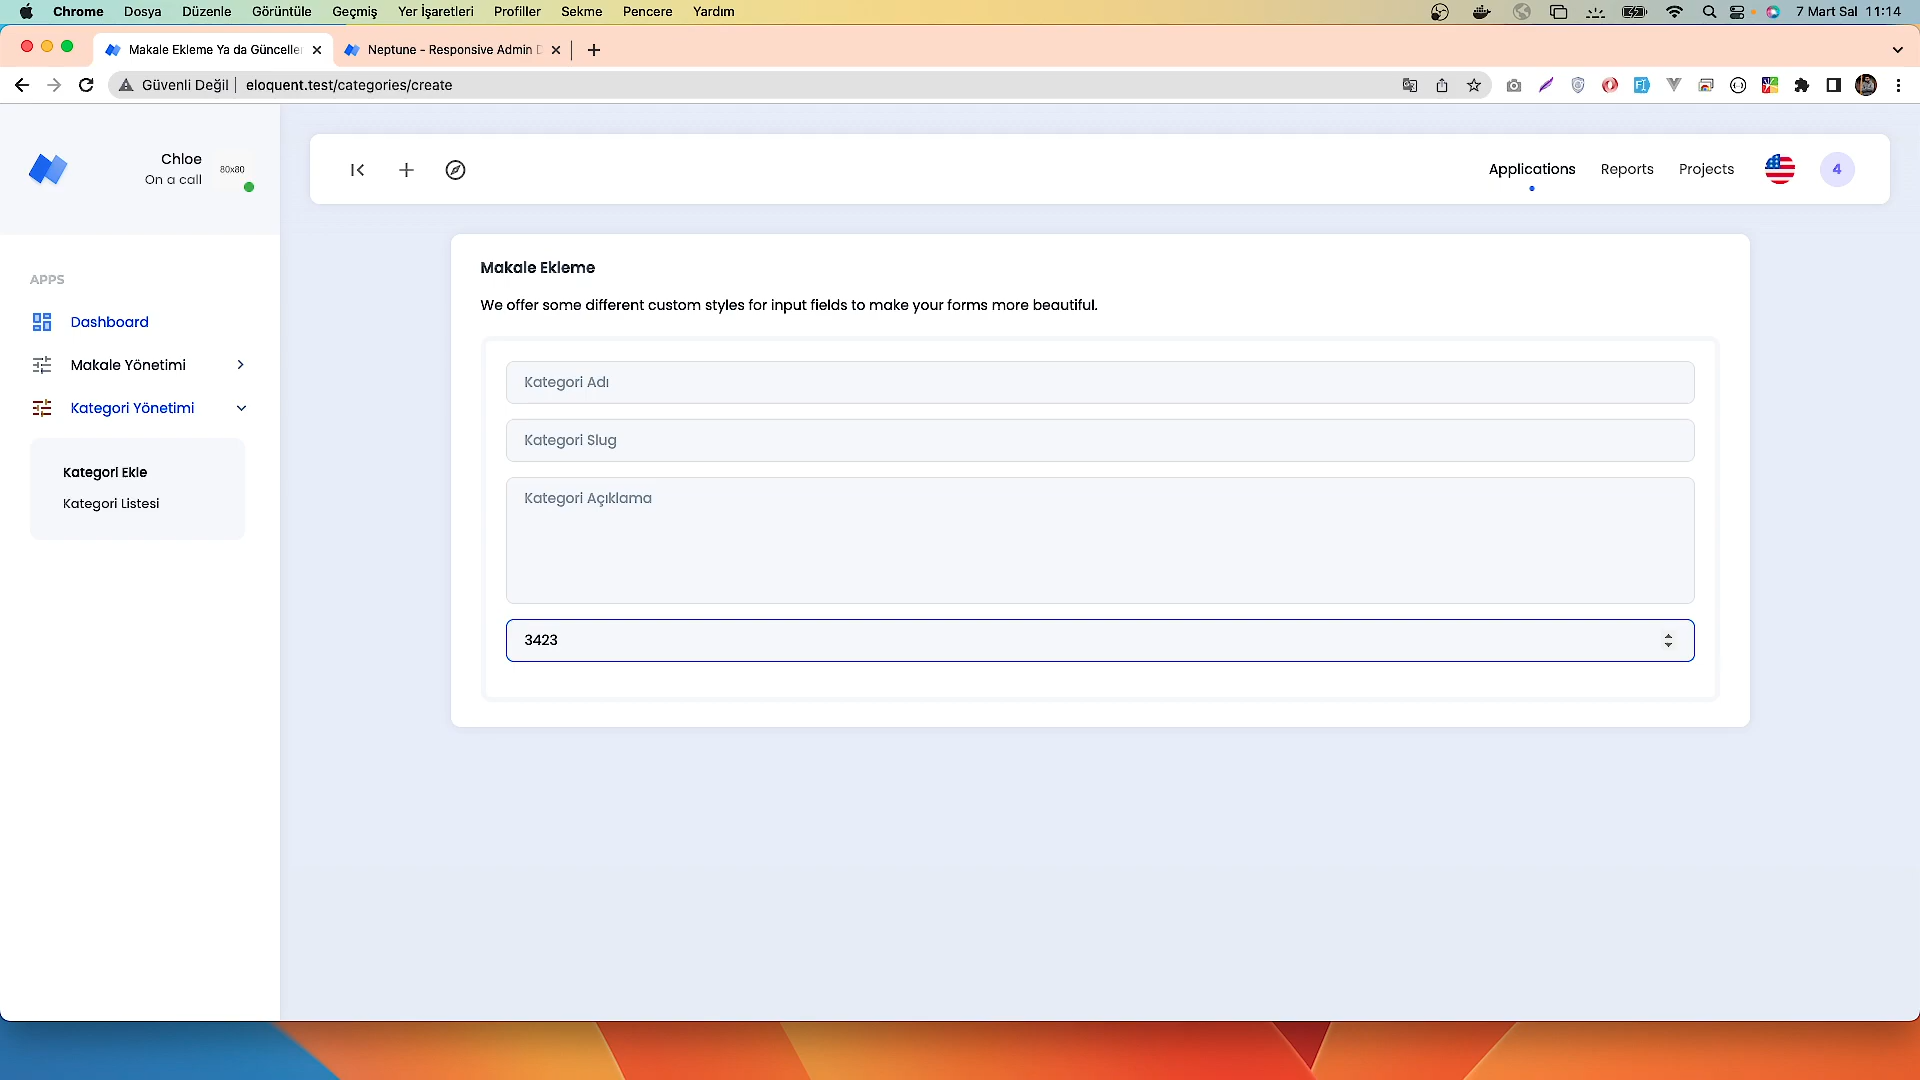 Chrome Dosya Düzenle Görüntüle Geçmiş Yer İşaretleri Profiller Sekme Pencere Yardım 7 Mart Sal 11:14
Makale Ekleme Ya da Güncelle
Neptune - Responsive Admin D
Güvenli Değil eloquent.test/categories/create
Chloe
On a call
80x80
Applications Reports Projects 4
APPS
Dashboard
Makale Yönetimi
Kategori Yönetimi
Kategori Ekle
Kategori Listesi
Makale Ekleme
We offer some different custom styles for input fields to make your forms more beautiful.
Kategori Adı
Kategori Slug
Kategori Açıklama
3423